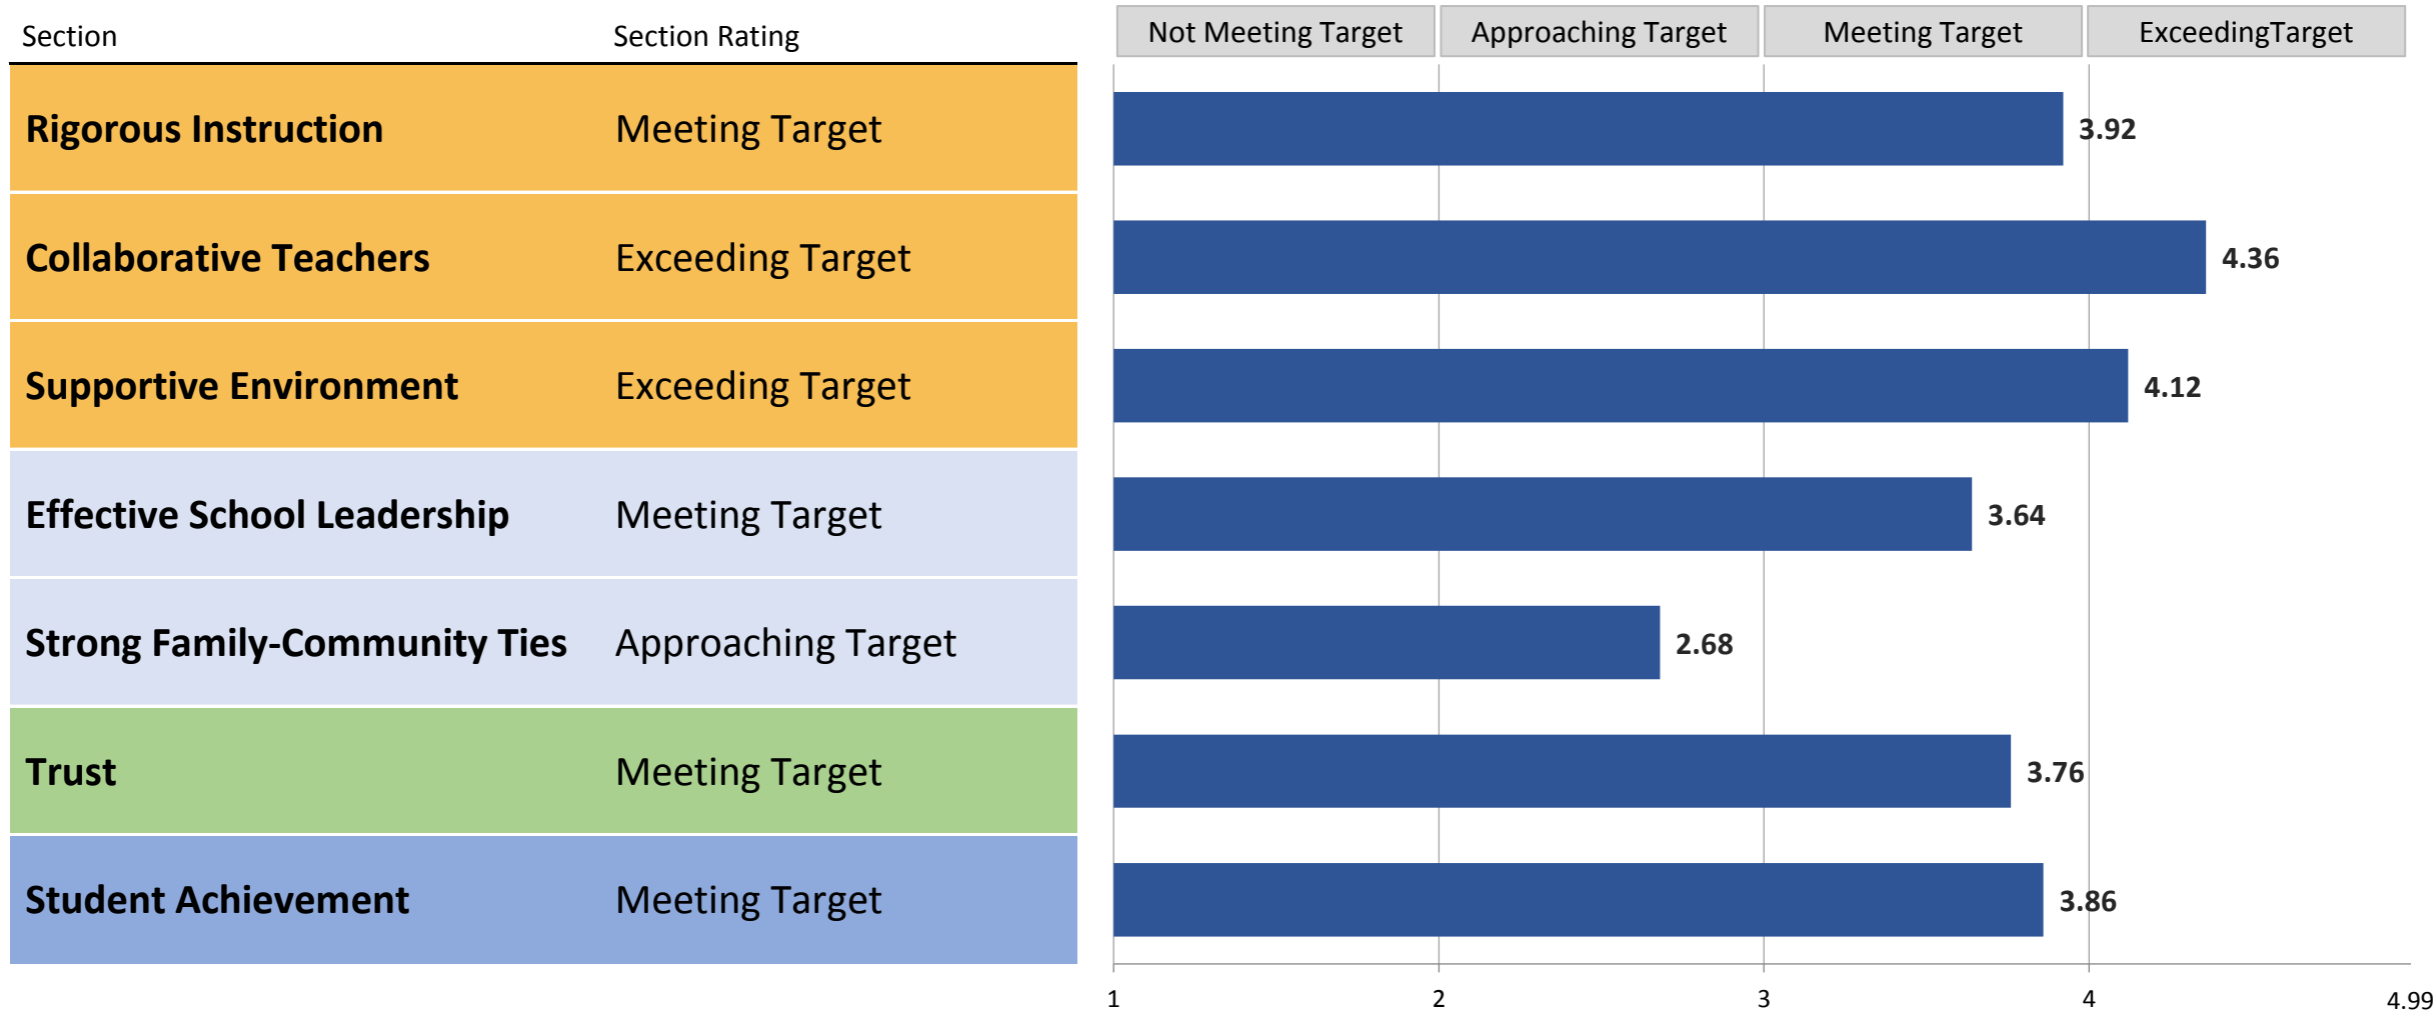 Section Section Rating Not Meeting Target Approaching Target Meeting Target ExceedingTarget
Rigorous Instruction Meeting Target 3.92
Collaborative Teachers Exceeding Target 4.36
Supportive Environment Exceeding Target 4.12
Effective School Leadership Meeting Target 3.64
Strong Family-Community Ties Approaching Target 2.68
Trust Meeting Target 3.76
Student Achievement Meeting Target 3.86
1 2 3 4 4.99